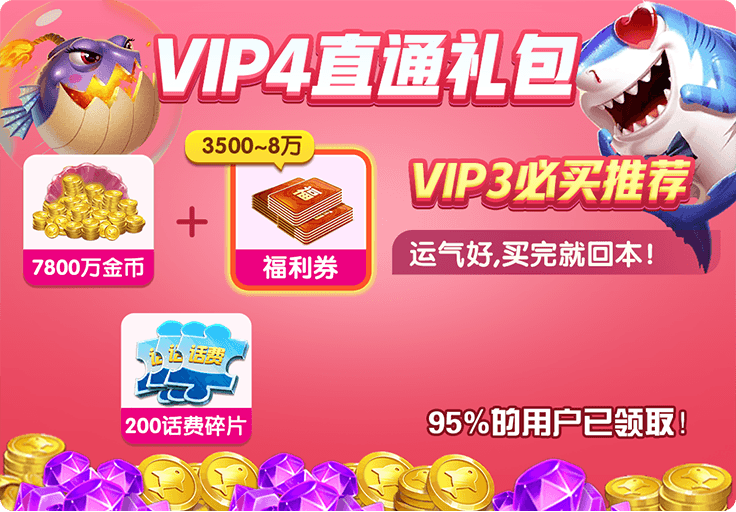 VIP4直通礼包
3500~8万
VIP3必买推荐
7800万金币
+
福利券
运气好,买完就回本!
话费
200话费碎片
95%的用户已领取!